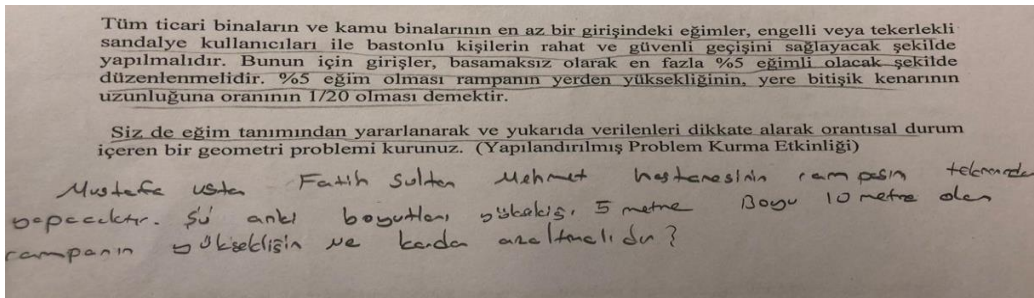 Tüm ticari binaların ve kamu binalarının en az bir girişindeki eğimler, engelli veya tekerlekli
sandalye kullanıcıları ile bastonlu kişilerin rahat ve güvenli geçişini sağlayacak şekilde
yapılmalıdır. Bunun için girişler, basamaksız olarak en fazla %5 eğimli olacak şekilde
düzenlenmelidir. %5 eğim olması rampanın yerden yüksekliğinin, yere bitişik kenarının
uzunluğuna oranının 1/20 olması demektir.
Siz de eğim tanımından yararlanarak ve yukarıda verilenleri dikkate alarak orantısal durum
içeren bir geometri problemi kurunuz. (Yapılandırılmış Problem Kurma Etkinliği)
Mustafa usta Fatih Sultan Mehmet hastanesinin rampasın tekrardan
yapacaktır. Şu anki boyutları yüksekliği 5 metre Boyu 10 metre olan
rampanın yüksekliğin ne kadar azaltmalıdır?